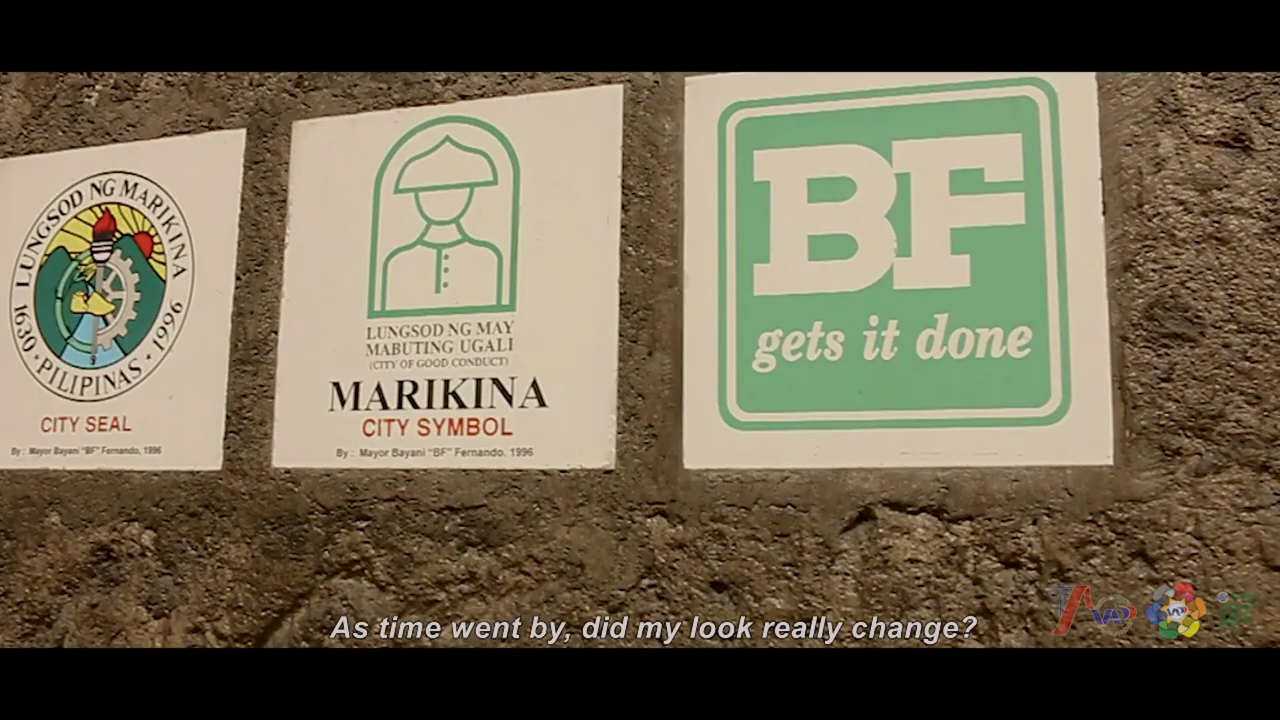 LUNGSOD NG MARIKINA
1630 • PILIPINAS • 1996
CITY SEAL
By : Mayor Bayani "BF" Fernando, 1996
LUNGSOD NG MAY
MABUTING UGALI
(CITY OF GOOD CONDUCT)
MARIKINA
CITY SYMBOL
By : Mayor Bayani "BF" Fernando. 1996
BF
gets it done
As time went by, did my look really change?